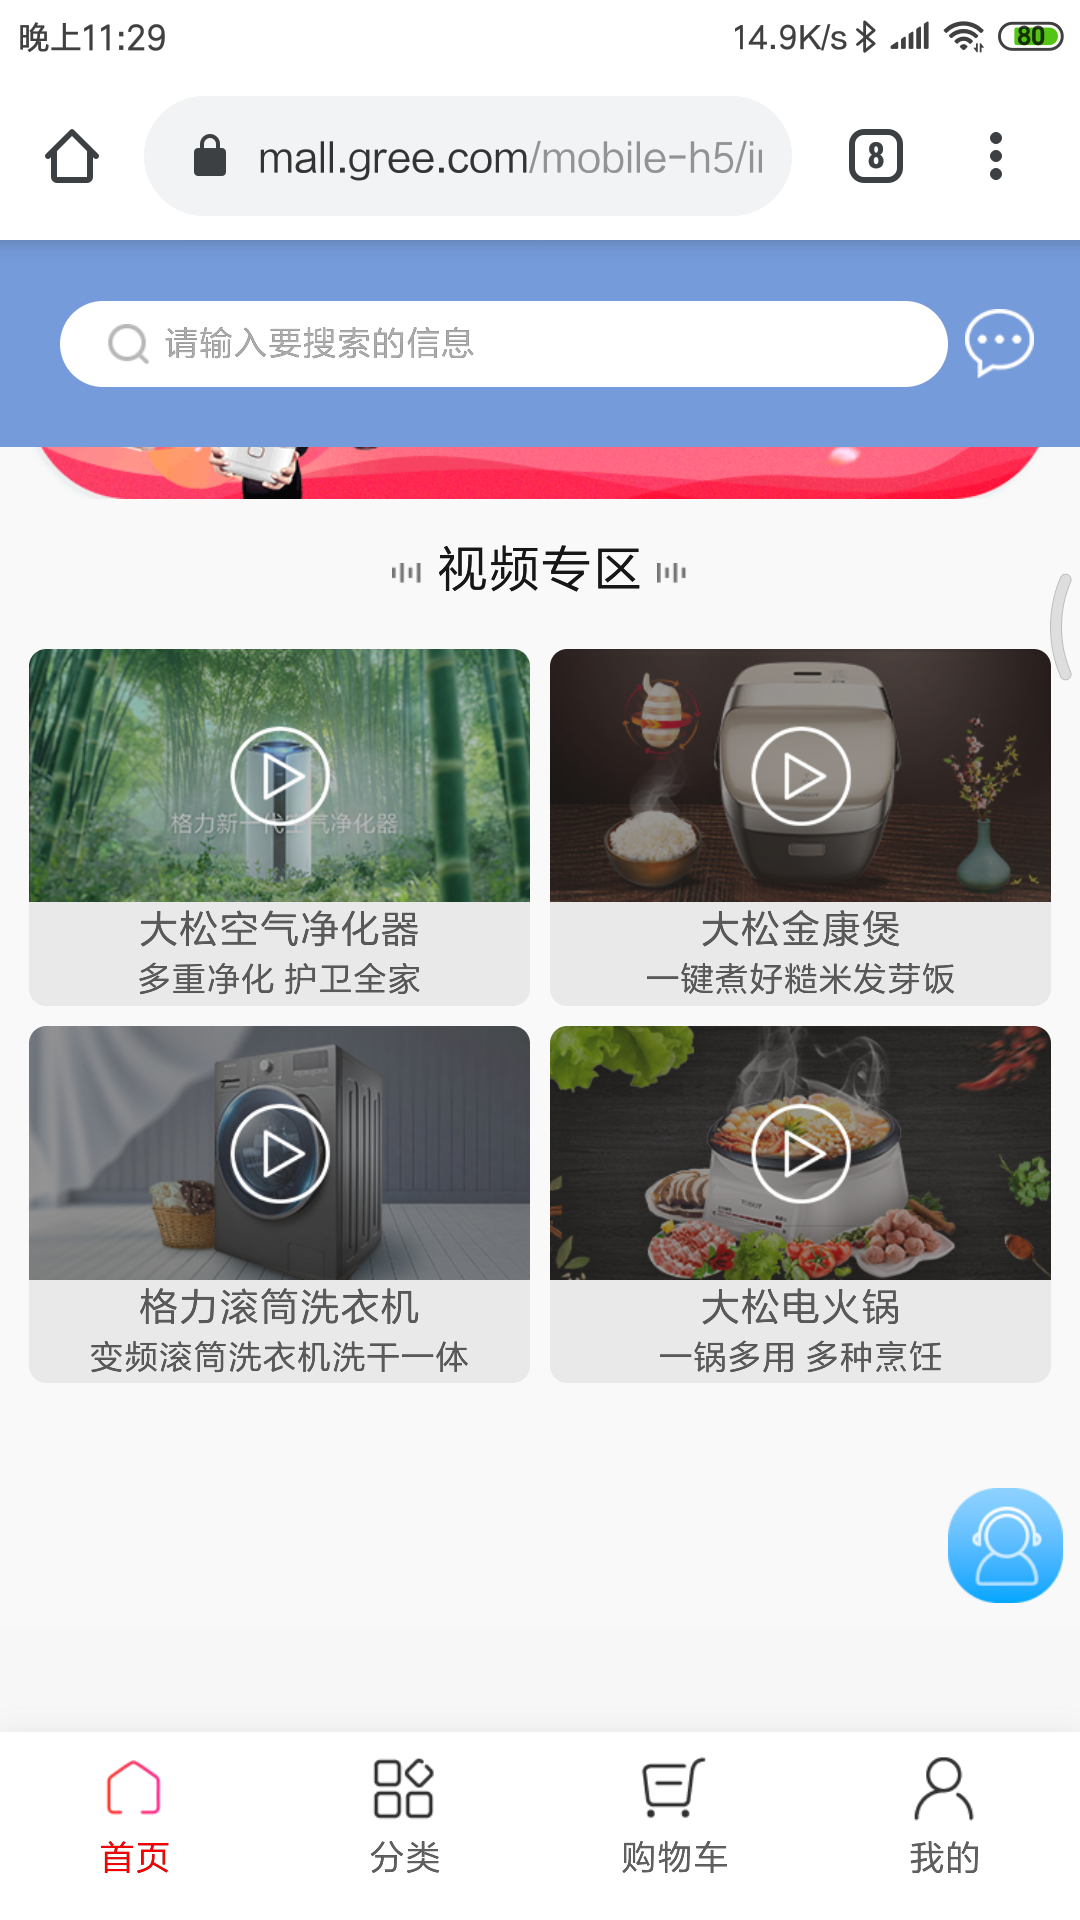 晚上11:29
14.9K/s
80
mall.gree.com/mobile-h5/i
8
请输入要搜索的信息
视频专区
格力新一代空气净化器
大松空气净化器
多重净化 护卫全家
大松金康煲
一键煮好糙米发芽饭
格力滚筒洗衣机
变频滚筒洗衣机洗干一体
TOSOT
大松电火锅
一锅多用 多种烹饪
首页
分类
购物车
我的